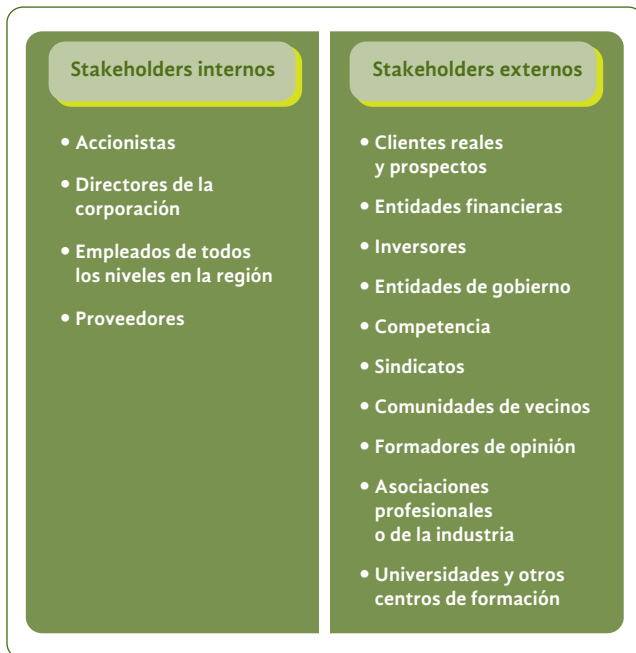 Stakeholders internos
• Accionistas
• Directores de la
corporación
• Empleados de todos
los niveles en la región
• Proveedores
Stakeholders externos
• Clientes reales
y prospectos
• Entidades financieras
• Inversores
• Entidades de gobierno
• Competencia
• Sindicatos
• Comunidades de vecinos
• Formadores de opinión
• Asociaciones
profesionales
o de la industria
• Universidades y otros
centros de formación